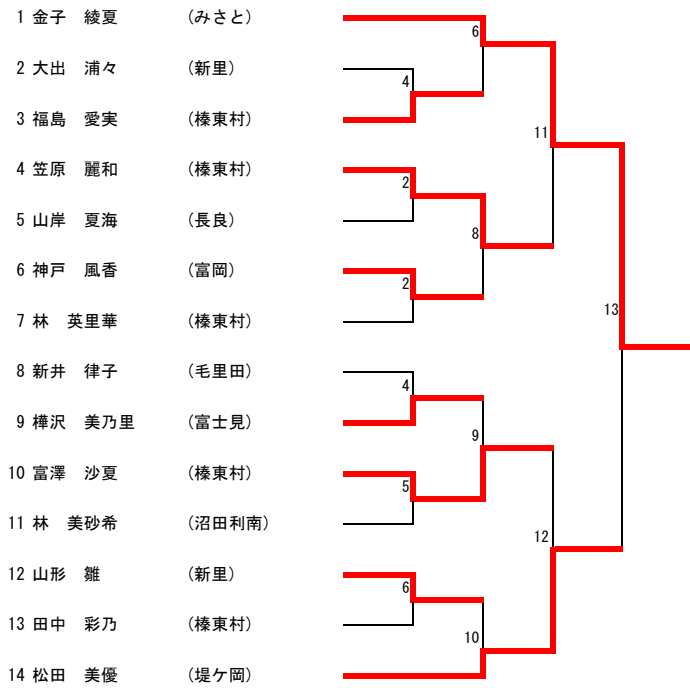 1 金子　綾夏 （みさと）
6
2 大出　浦々 （新里）
4
3 福島　愛実 （榛東村）
11
4 笠原　麗和 （榛東村）
2
5 山岸　夏海 （長良）
8
6 神戸　風香 （富岡）
2
7 林　英里華 （榛東村）
13
8 新井　律子 （毛里田）
4
9 樺沢　美乃里 （富士見）
9
10 富澤　沙夏 （榛東村）
5
11 林　美砂希 （沼田利南）
12
12 山形　雛 （新里）
6
13 田中　彩乃 （榛東村）
10
14 松田　美優 （堤ケ岡）